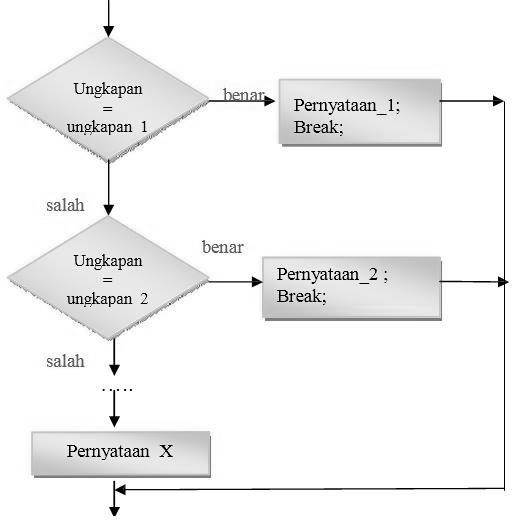 Ungkapan
=
ungkapan 1
benar
Pernyataan_1;
Break;
salah
Ungkapan
=
ungkapan 2
benar
Pernyataan_2 ;
Break;
salah
.....
Pernyataan X